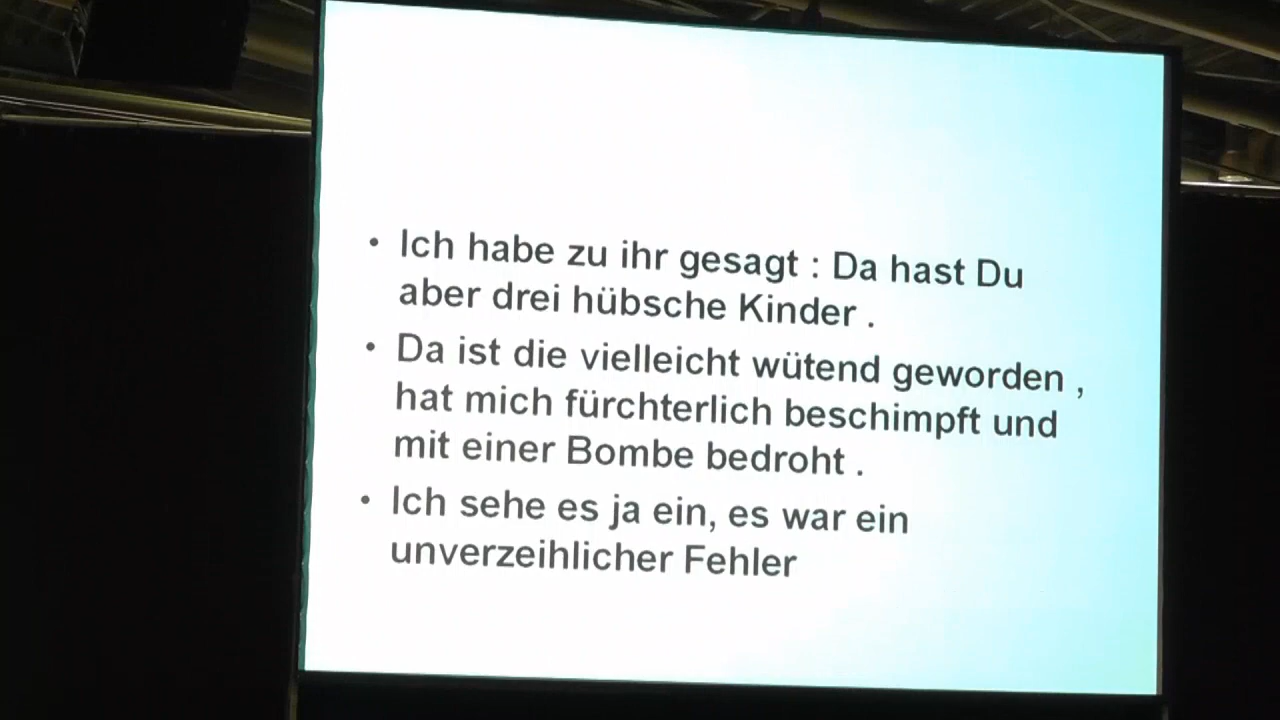 • Ich habe zu ihr gesagt : Da hast Du
aber drei hübsche Kinder .
• Da ist die vielleicht wütend geworden ,
hat mich fürchterlich beschimpft und
mit einer Bombe bedroht .
• Ich sehe es ja ein, es war ein
unverzeihlicher Fehler